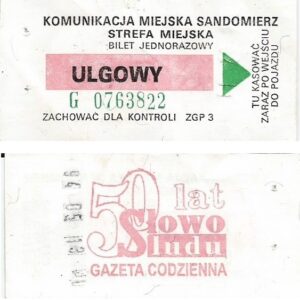 KOMUNIKACJA MIEJSKA SANDOMIERZ
STREFA MIEJSKA
BILET JEDNORAZOWY
ULGOWY
G 0763822
ZACHOWAĆ DLA KONTROLI ZGP 3
TU KASOWAĆ
ZARAZ PO WEJŚCIU
DO POJAZDU
50 lat
Słowo
Ludu
GAZETA CODZIENNA